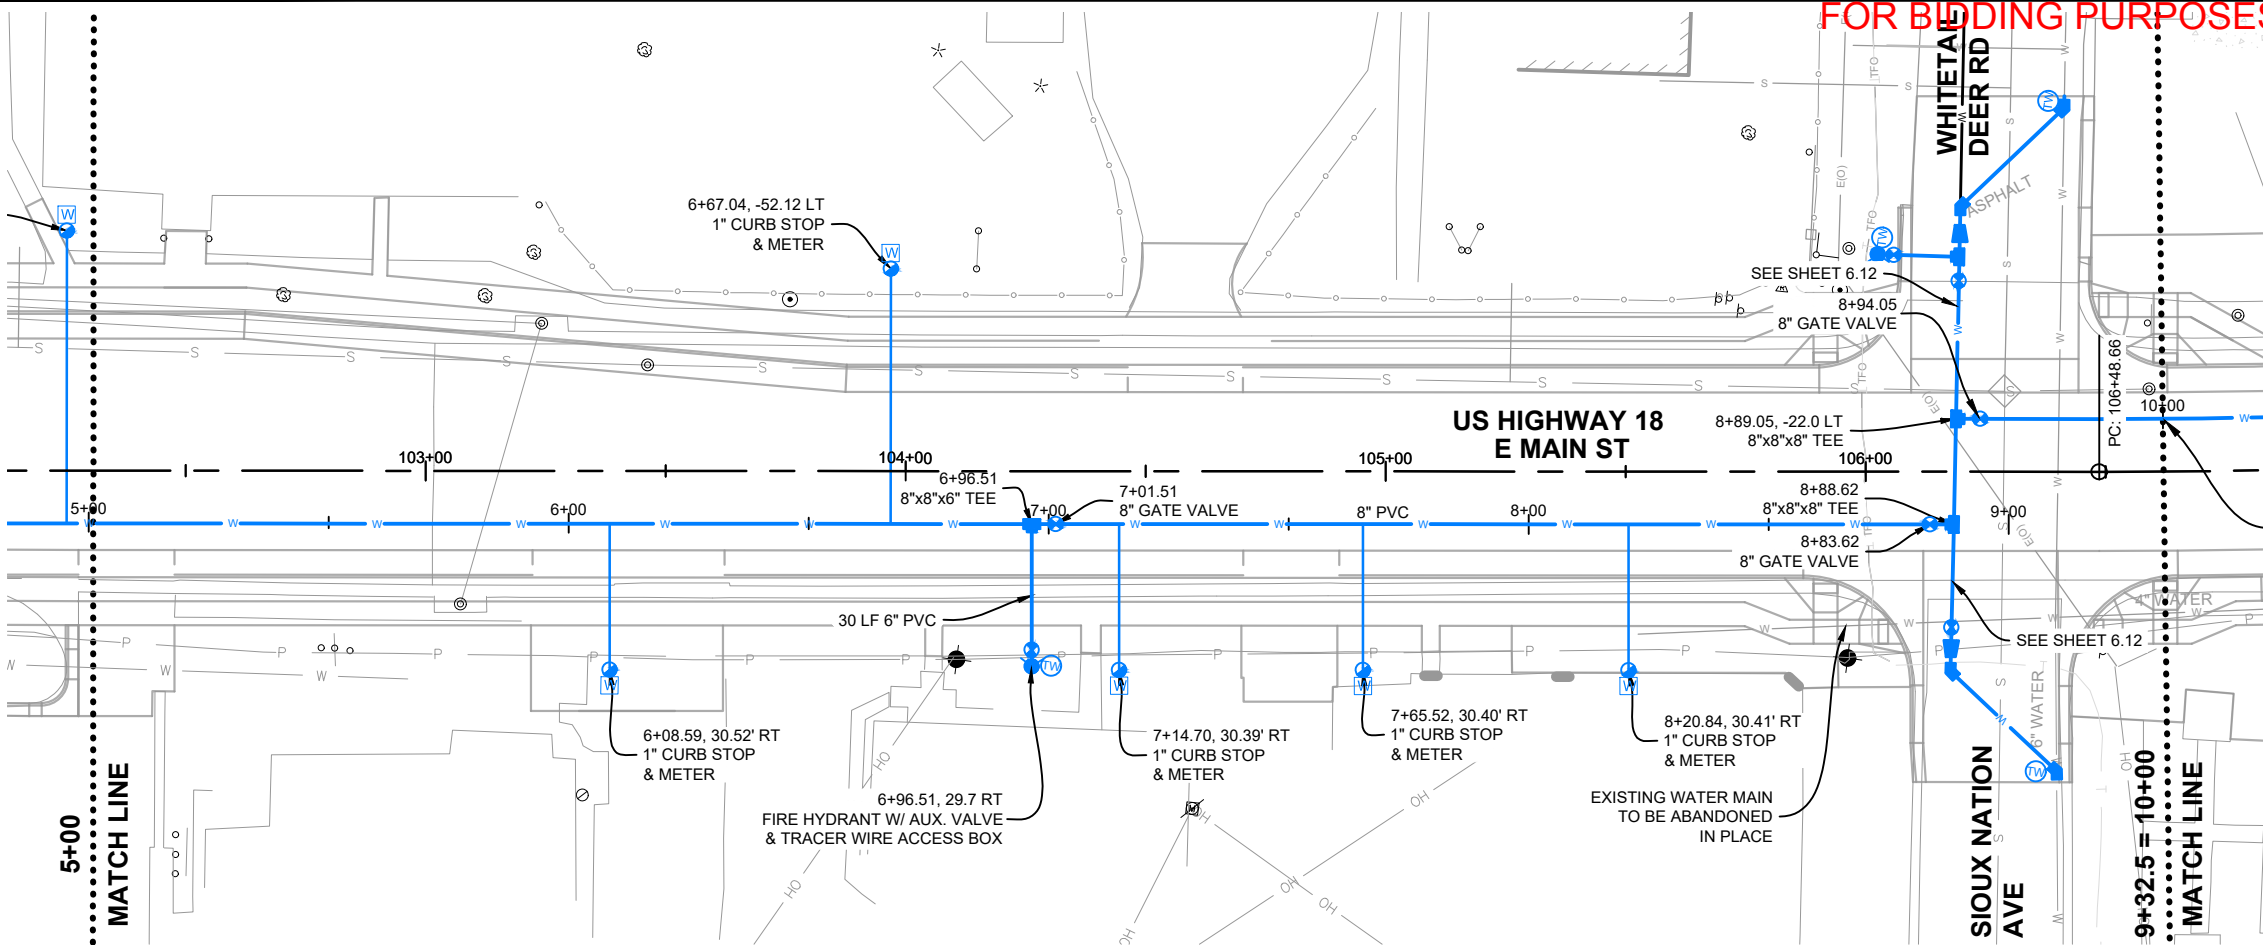 FOR BIDDING PURPOSES
WHITETAIL
DEER RD
ASPHALT
6+67.04, -52.12 LT
1" CURB STOP
& METER
SEE SHEET 6.12
8+94.05
8" GATE VALVE
PC: 106+48.66
US HIGHWAY 18
E MAIN ST
8+89.05, -22.0 LT
8"x8"x8" TEE
10+00
103+00
104+00
105+00
106+00
6+96.51
8"x8"x6" TEE
7+01.51
8" GATE VALVE
5+00
6+00
7+00
8" PVC
8+00
8+88.62
8"x8"x8" TEE
9+00
8+83.62
8" GATE VALVE
30 LF 6" PVC
4" WATER
SEE SHEET 6.12
6" WATER
6+08.59, 30.52' RT
1" CURB STOP
& METER
7+14.70, 30.39' RT
1" CURB STOP
& METER
7+65.52, 30.40' RT
1" CURB STOP
& METER
8+20.84, 30.41' RT
1" CURB STOP
& METER
6+96.51, 29.7 RT
FIRE HYDRANT W/ AUX. VALVE
& TRACER WIRE ACCESS BOX
EXISTING WATER MAIN
TO BE ABANDONED
IN PLACE
5+00
MATCH LINE
SIOUX NATION
AVE
9+32.5 = 10+00
MATCH LINE
W
W
W
W
W
W
TW
TW
TW
TW
S
S
S
S
P
P
P
OH
OH
OH
TFO
TFO
E(O)
E(O)